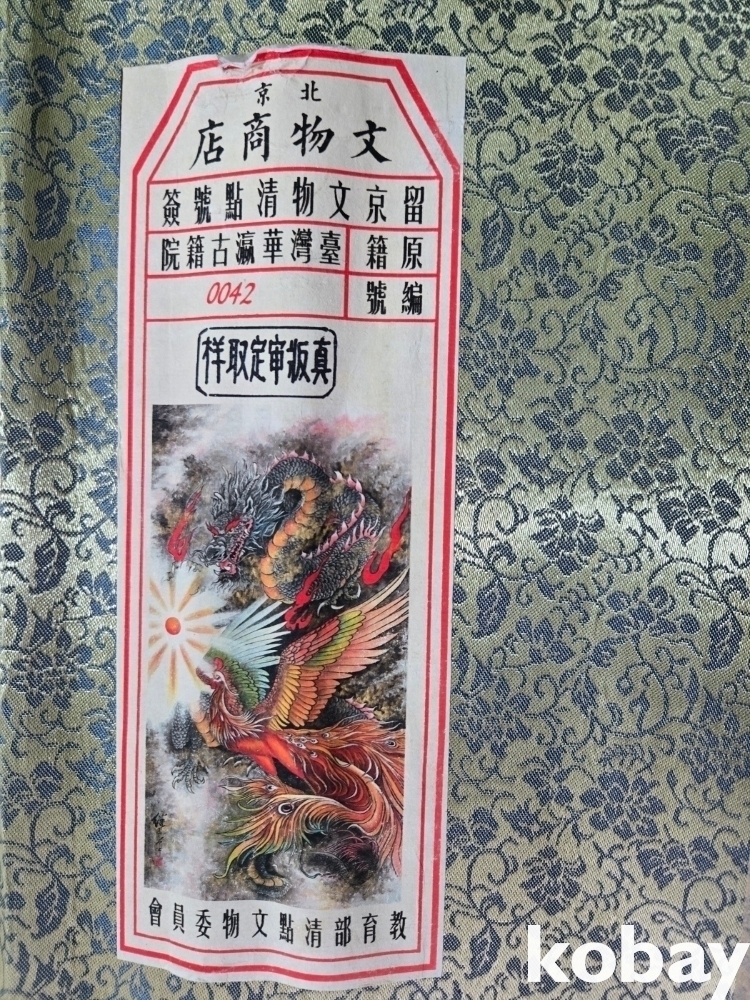 北京
文物商店
留京文物清點號簽
原籍
臺灣華瀛古籍院
編號
0042
真版审定取样
教育部清點文物委員會
kobay